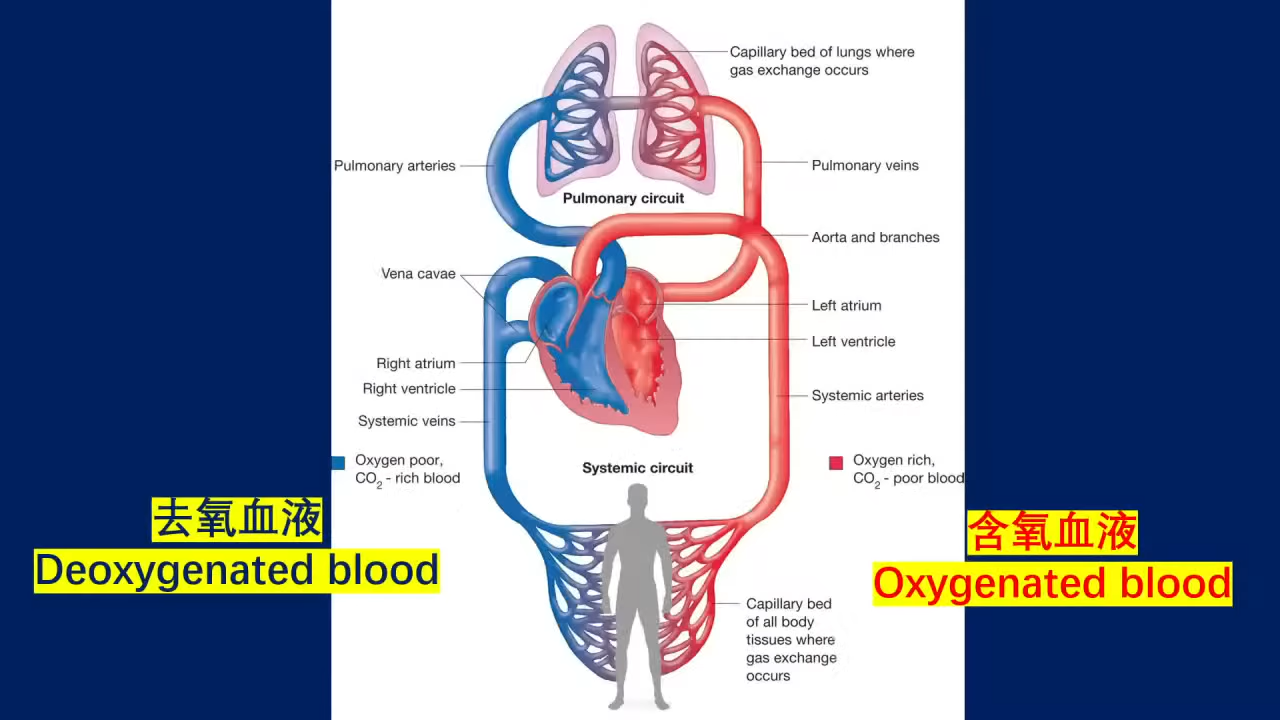 Capillary bed of lungs where
gas exchange occurs
Pulmonary arteries
Pulmonary veins
Pulmonary circuit
Aorta and branches
Vena cavae
Left atrium
Left ventricle
Right atrium
Right ventricle
Systemic arteries
Systemic veins
Oxygen poor,
CO2 - rich blood
Systemic circuit
Oxygen rich,
CO2 - poor blood
去氧血液
Deoxygenated blood
含氧血液
Oxygenated blood
Capillary bed
of all body
tissues where
gas exchange
occurs